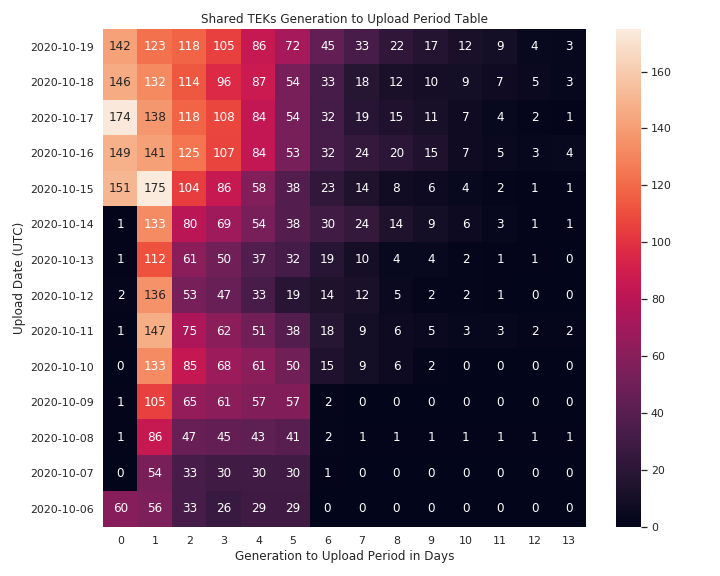 Shared TEKs Generation to Upload Period Table
Upload Date (UTC)
2020-10-19 142 123 118 105 86 72 45 33 22 17 12 9 4 3
2020-10-18 146 132 114 96 87 54 33 18 12 10 9 7 5 3
2020-10-17 174 138 118 108 84 54 32 19 15 11 7 4 2 1
2020-10-16 149 141 125 107 84 53 32 24 20 15 7 5 3 4
2020-10-15 151 175 104 86 58 38 23 14 8 6 4 2 1 1
2020-10-14 1 133 80 69 54 38 30 24 14 9 6 3 1 1
2020-10-13 1 112 61 50 37 32 19 10 4 4 2 1 1 0
2020-10-12 2 136 53 47 33 19 14 12 5 2 2 1 0 0
2020-10-11 1 147 75 62 51 38 18 9 6 5 3 3 2 2
2020-10-10 0 133 85 68 61 50 15 9 6 2 0 0 0 0
2020-10-09 1 105 65 61 57 57 2 0 0 0 0 0 0 0
2020-10-08 1 86 47 45 43 41 2 1 1 1 1 1 1 1
2020-10-07 0 54 33 30 30 30 1 0 0 0 0 0 0 0
2020-10-06 60 56 33 26 29 29 0 0 0 0 0 0 0 0
0 1 2 3 4 5 6 7 8 9 10 11 12 13
Generation to Upload Period in Days
160
140
120
100
80
60
40
20
0